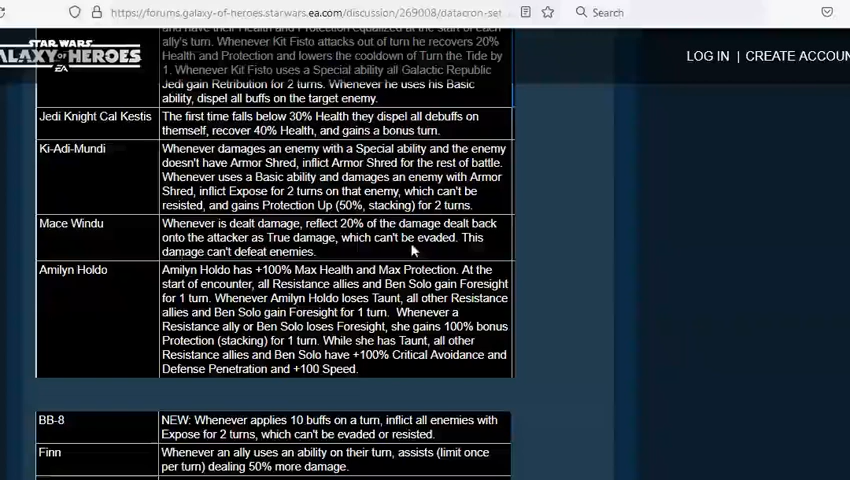 https://forums.galaxy-of-heroes.starwars.ea.com/discussion/269008/datacron-set-
Search
STAR WARS
GALAXY OF HEROES
EA
LOG IN | CREATE ACCOUN
and have their Health and Protection equalized at the start of each
ally's turn. Whenever Kit Fisto attacks out of turn he recovers 20%
Health and Protection and lowers the cooldown of Turn the Tide by
1. Whenever Kit Fisto uses a Special ability all Galactic Republic
Jedi gain Retribution for 2 turns. Whenever he uses his Basic
ability, dispel all buffs on the target enemy.
Jedi Knight Cal Kestis The first time falls below 30% Health they dispel all debuffs on
themself, recover 40% Health, and gains a bonus turn.
Ki-Adi-Mundi Whenever damages an enemy with a Special ability and the enemy
doesn't have Armor Shred, inflict Armor Shred for the rest of battle.
Whenever uses a Basic ability and damages an enemy with Armor
Shred, inflict Expose for 2 turns on that enemy, which can't be
resisted, and gains Protection Up (50%, stacking) for 2 turns.
Mace Windu Whenever is dealt damage, reflect 20% of the damage dealt back
onto the attacker as True damage, which can't be evaded. This
damage can't defeat enemies.
Amilyn Holdo Amilyn Holdo has +100% Max Health and Max Protection. At the
start of encounter, all Resistance allies and Ben Solo gain Foresight
for 1 turn. Whenever Amilyn Holdo loses Taunt, all other Resistance
allies and Ben Solo gain Foresight for 1 turn. Whenever a
Resistance ally or Ben Solo loses Foresight, she gains 100% bonus
Protection (stacking) for 1 turn. While she has Taunt, all other
Resistance allies and Ben Solo have +100% Critical Avoidance and
Defense Penetration and +100 Speed.
BB-8 NEW: Whenever applies 10 buffs on a turn, inflict all enemies with
Expose for 2 turns, which can't be evaded or resisted.
Finn Whenever an ally uses an ability on their turn, assists (limit once
per turn) dealing 50% more damage.